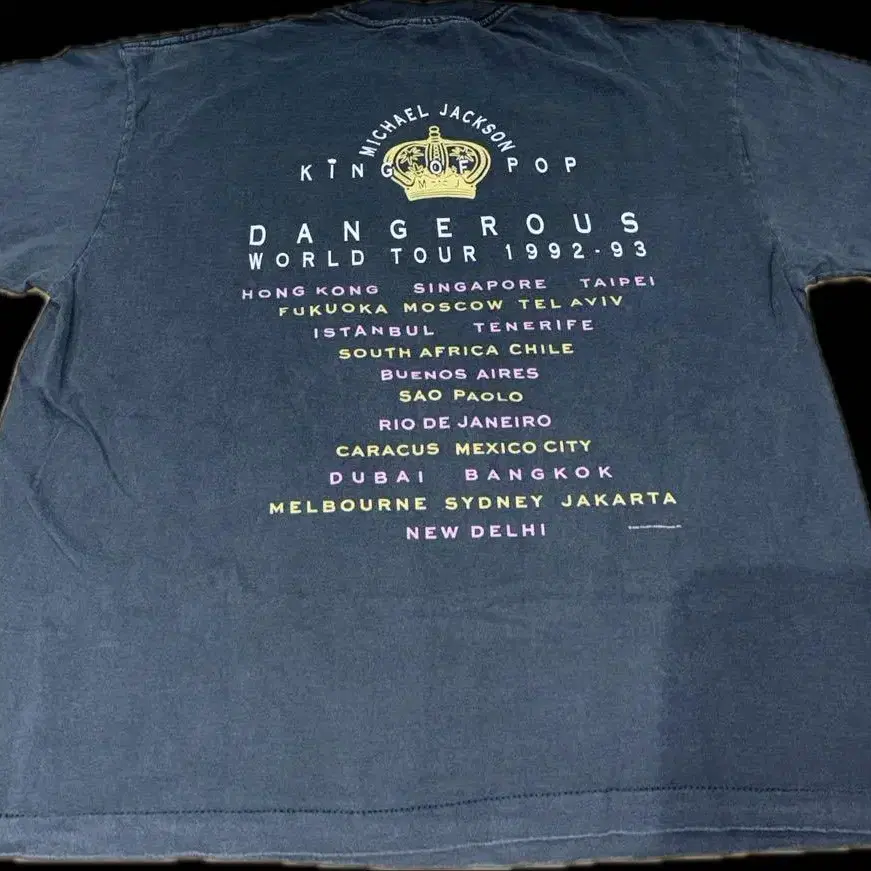 MICHAEL JACKSON
KING OF POP
DANGEROUS
WORLD TOUR 1992-93
HONG KONG SINGAPORE TAIPEI
FUKUOKA MOSCOW TEL AVIV
ISTANBUL TENERIFE
SOUTH AFRICA CHILE
BUENOS AIRES
SAO PAOLO
RIO DE JANEIRO
CARACUS MEXICO CITY
DUBAI BANGKOK
MELBOURNE SYDNEY JAKARTA
NEW DELHI